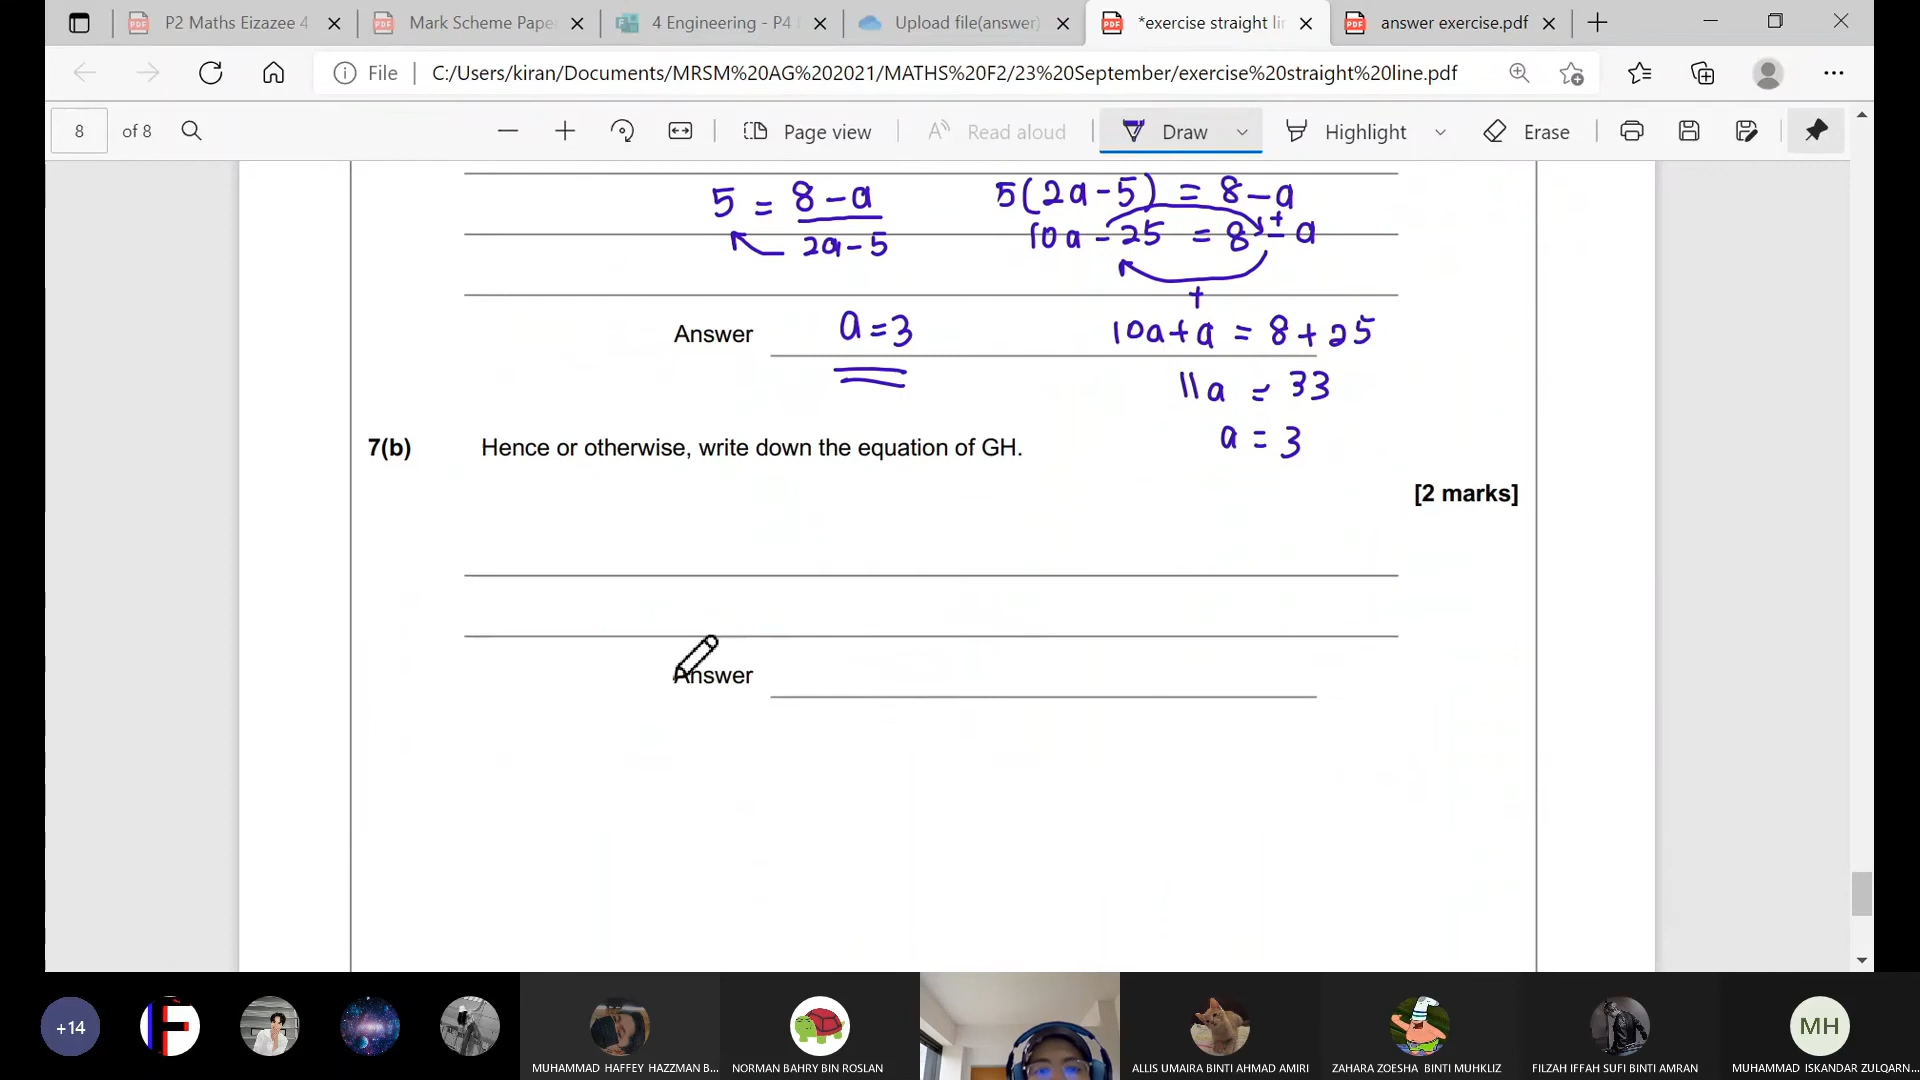 P2 Maths Eizazee 4
Mark Scheme Pape
4 Engineering - P4
Upload file(answer)
*exercise straight li
answer exercise.pdf
File
C:/Users/kiran/Documents/MRSM%20AG%202021/MATHS%20F2/23%20September/exercise%20straight%20line.pdf
8 of 8
Page view
Read aloud
Draw
Highlight
Erase
5 = 8 - a
2a - 5
5(2a - 5) = 8 - a
10a - 25 = 8 - a
+
+
Answer a = 3
10a + a = 8 + 25
11a = 33
a = 3
7(b) Hence or otherwise, write down the equation of GH.
[2 marks]
Answer
+14
F
MH
MUHAMMAD HAFFEY HAZZMAN B...
NORMAN BAHRY BIN ROSLAN
ALLIS UMAIRA BINTI AHMAD AMIRI
ZAHARA ZOESHA BINTI MUHKLIZ
FILZAH IFFAH SUFI BINTI AMRAN
MUHAMMAD ISKANDAR ZULQARN...